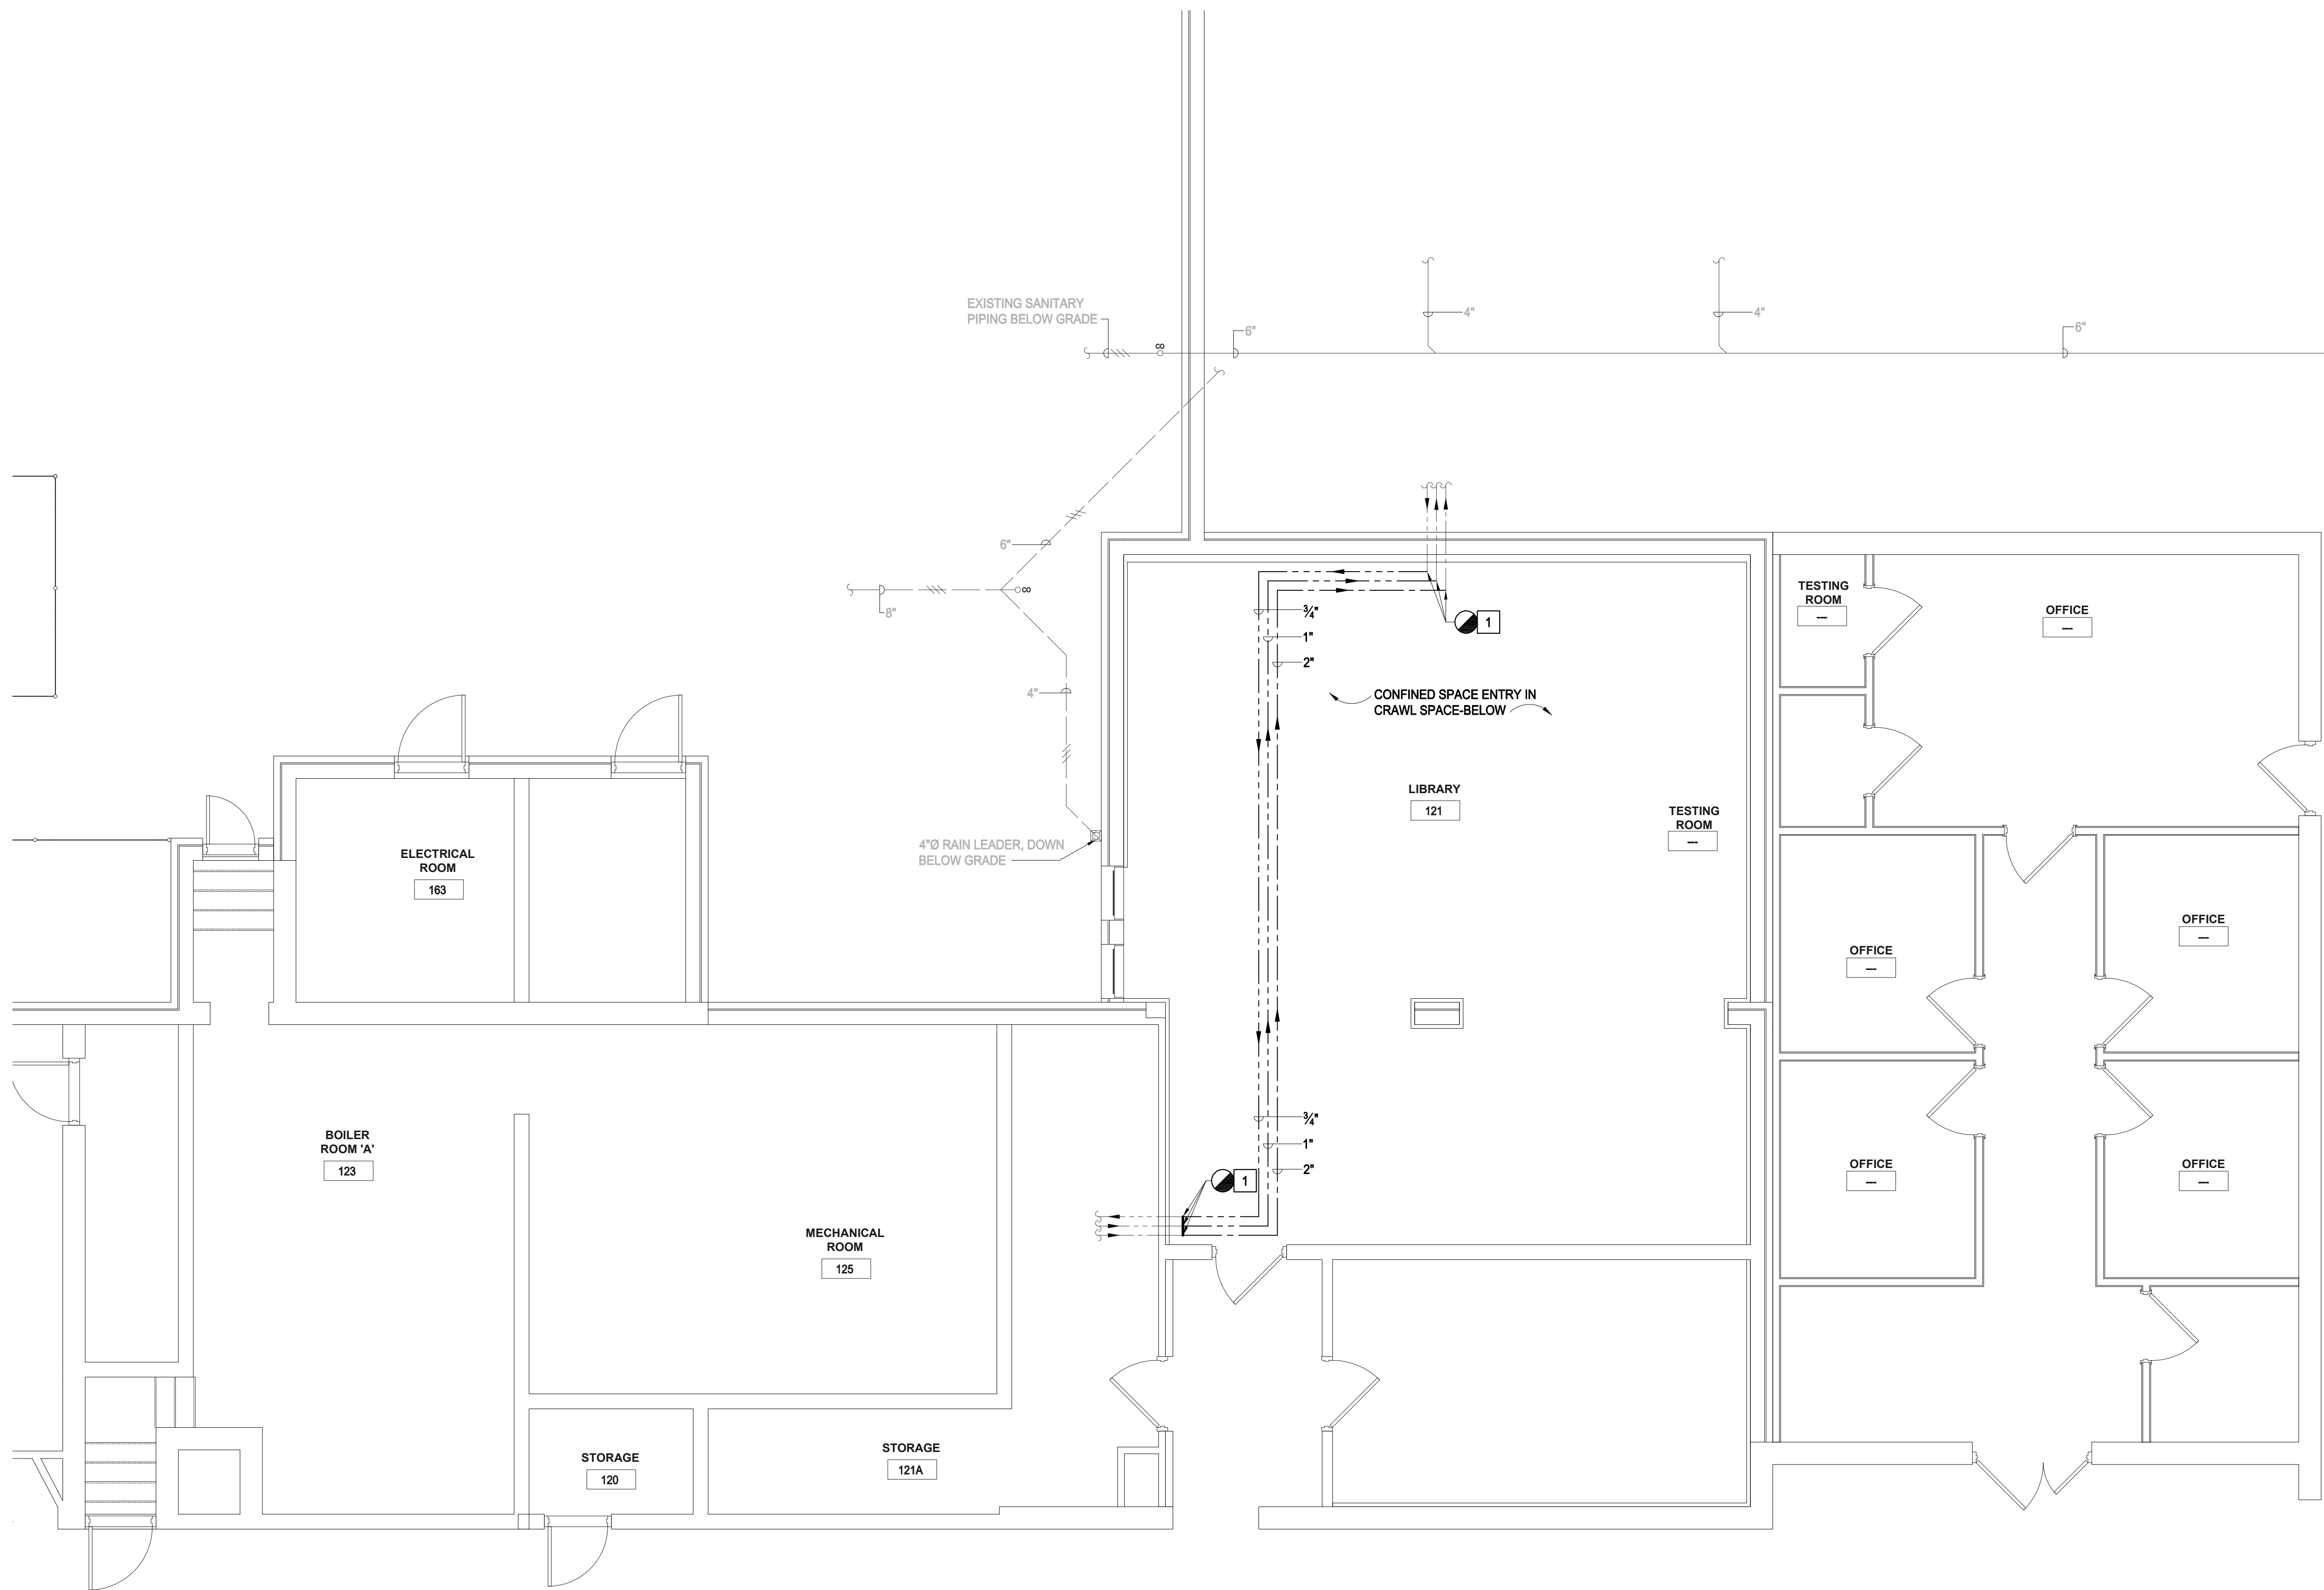 EXISTING SANITARY
PIPING BELOW GRADE
CO
6"
4"
4"
6"
6"
CO
8"
4"
4"Ø RAIN LEADER, DOWN
BELOW GRADE
¾"
1"
2"
1
CONFINED SPACE ENTRY IN
CRAWL SPACE-BELOW
LIBRARY
121
TESTING
ROOM
---
TESTING
ROOM
---
OFFICE
---
ELECTRICAL
ROOM
163
OFFICE
---
OFFICE
---
BOILER
ROOM 'A'
123
¾"
1"
2"
1
OFFICE
---
OFFICE
---
MECHANICAL
ROOM
125
STORAGE
120
STORAGE
121A